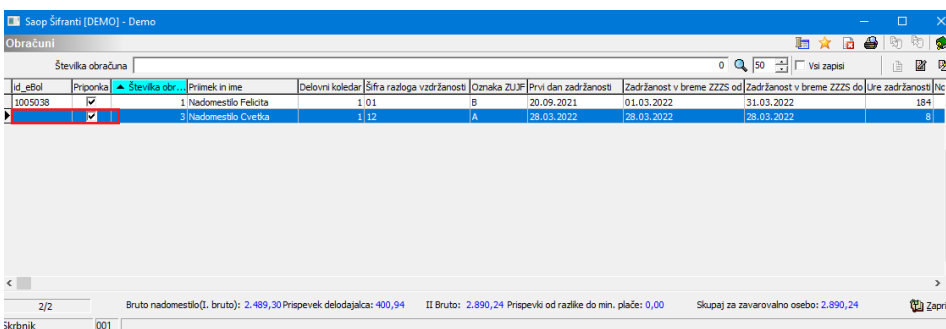 Saop Šifranti [DEMO] - Demo
Obračuni
Številka obračuna 0 50 Vsi zapisi
id_eBol Priponka Številka obr... Priimek in ime Delovni koledar Šifra razloga vzdržanosti Oznaka ZUJF Prvi dan zadržanosti Zadržanost v breme ZZZS od Zadržanost v breme ZZZS do Ure zadržanosti Nc
1005038 1 Nadomestilo Felicita 1 01 B 20.09.2021 01.03.2022 31.03.2022 184
3 Nadomestilo Cvetka 1 12 A 28.03.2022 28.03.2022 28.03.2022 8
2/2 Bruto nadomestilo(I. bruto): 2.489,30 Prispevek delodajalca: 400,94 II Bruto: 2.890,24 Prispevki od razlike do min. plače: 0,00 Skupaj za zavarovalno osebo: 2.890,24 Zapri
Skrbnik 001